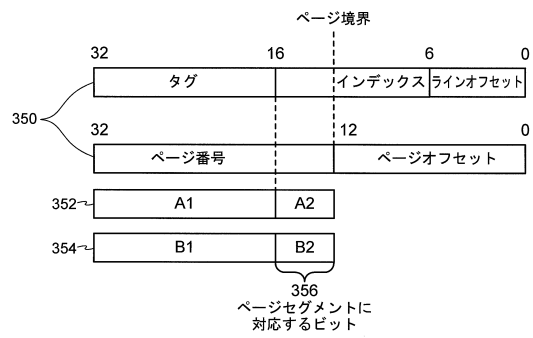 ページ境界
32 16 6 0
タグ インデックス ラインオフセット
350
32 12 0
ページ番号 ページオフセット
352 A1 A2
354 B1 B2
356
ページセグメントに
対応するビット